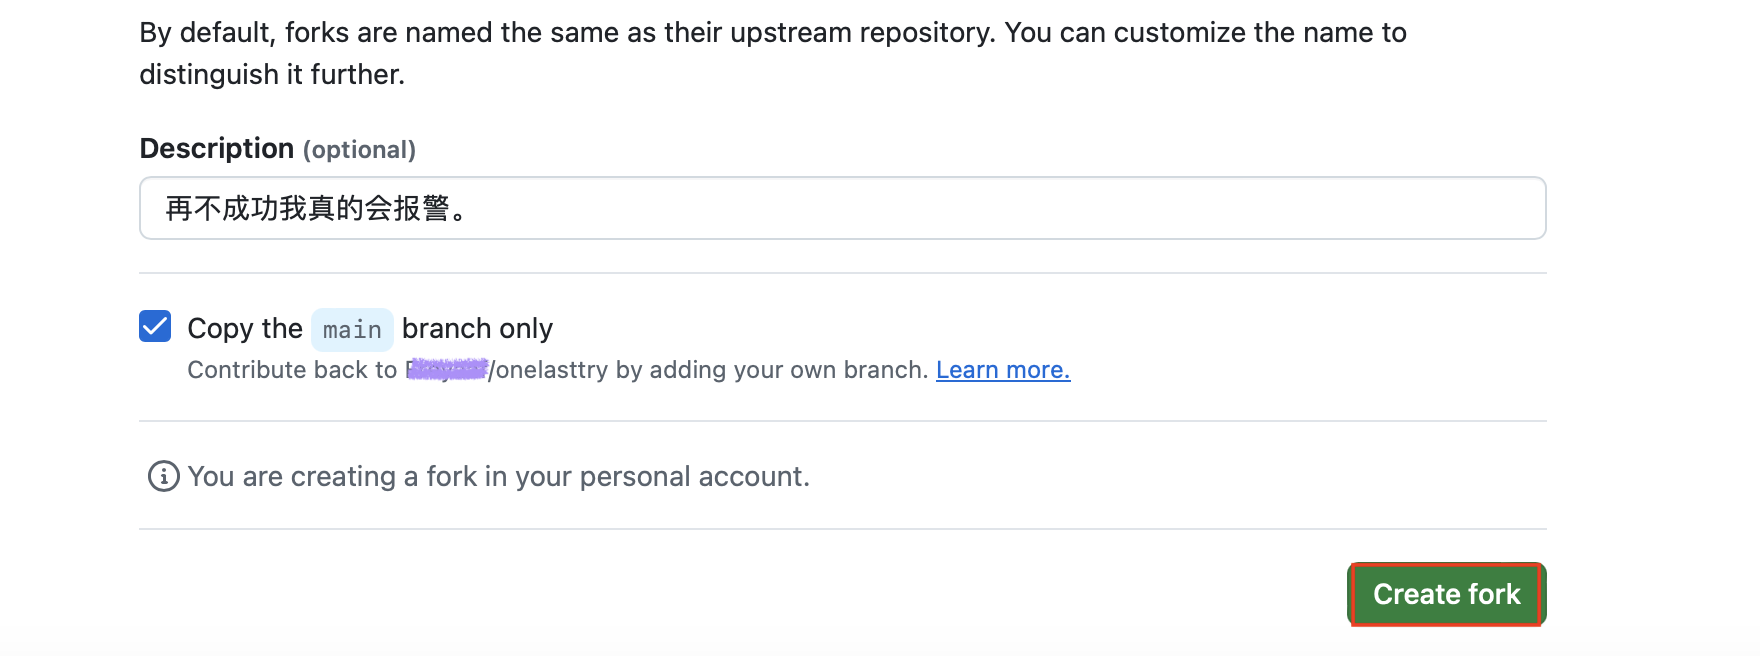 By default, forks are named the same as their upstream repository. You can customize the name to
distinguish it further.
Description (optional)
再不成功我真的会报警。
Copy the main branch only
Contribute back to /onelasttry by adding your own branch. Learn more.
You are creating a fork in your personal account.
Create fork